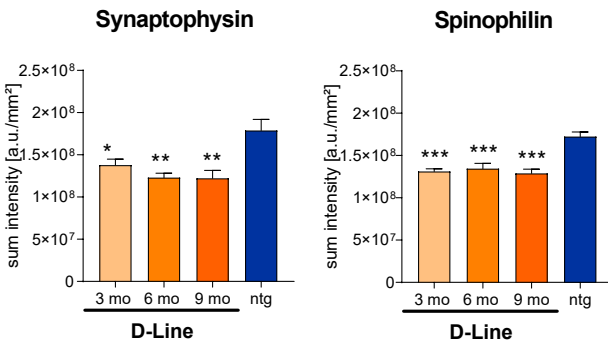 Synaptophysin
sum intensity [a.u./mm²]
2.5×10⁸
2×10⁸
1.5×10⁸
1×10⁸
5×10⁷
0
* ** **
3 mo 6 mo 9 mo ntg
D-Line
Spinophilin
sum intensity [a.u./mm²]
2.5×10⁸
2×10⁸
1.5×10⁸
1×10⁸
5×10⁷
0
*** *** ***
3 mo 6 mo 9 mo ntg
D-Line